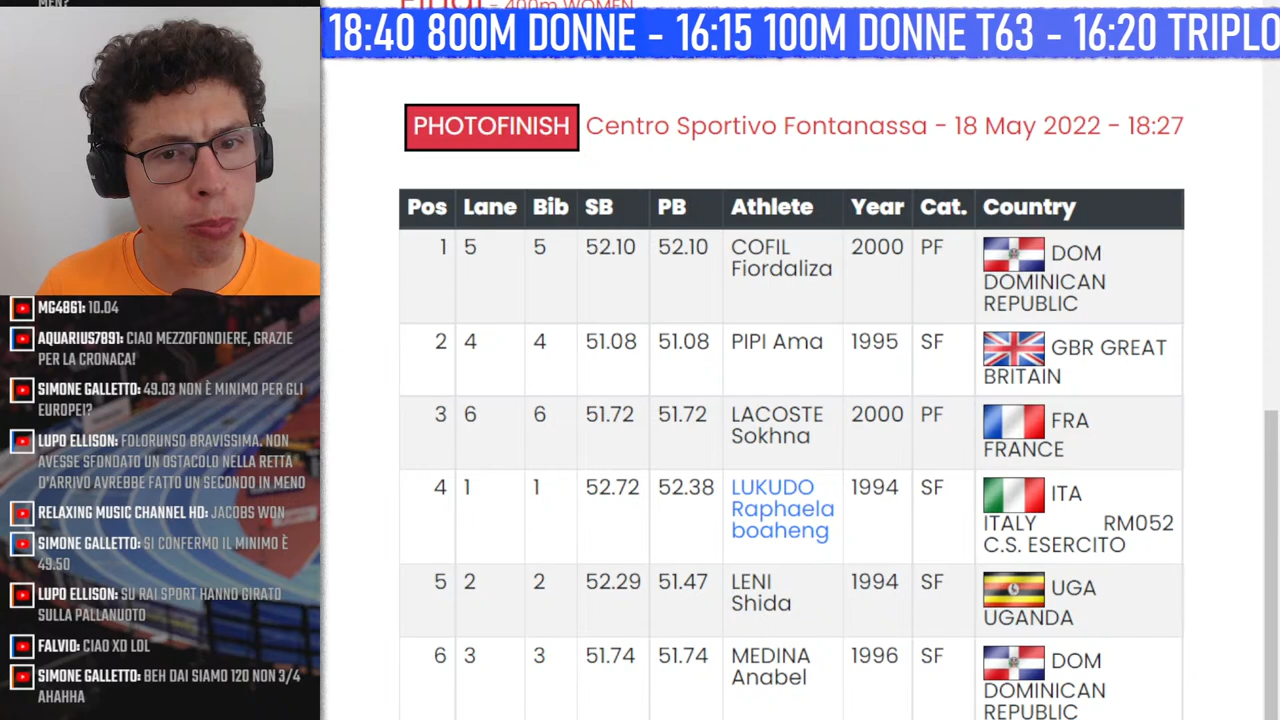 MEN?
Final - 400m WOMEN
18:40 800M DONNE - 16:15 100M DONNE T63 - 16:20 TRIPLO
PHOTOFINISH Centro Sportivo Fontanassa - 18 May 2022 - 18:27
Pos Lane Bib SB PB Athlete Year Cat. Country
1 5 5 52.10 52.10 COFIL 2000 PF DOM
Fiordaliza DOMINICAN
REPUBLIC
2 4 4 51.08 51.08 PIPI Ama 1995 SF GBR GREAT
BRITAIN
3 6 6 51.72 51.72 LACOSTE 2000 PF FRA
Sokhna FRANCE
4 1 1 52.72 52.38 LUKUDO 1994 SF ITA
Raphaela ITALY RM052
boaheng C.S. ESERCITO
5 2 2 52.29 51.47 LENI 1994 SF UGA
Shida UGANDA
6 3 3 51.74 51.74 MEDINA 1996 SF DOM
Anabel DOMINICAN
REPUBLIC
MG4861: 10.04
AQUARIUS7891: CIAO MEZZOFONDIERE, GRAZIE
PER LA CRONACA!
SIMONE GALLETTO: 49.03 NON È MINIMO PER GLI
EUROPEI?
LUPO ELLISON: FOLORUNSO BRAVISSIMA. NON
AVESSE SFONDATO UN OSTACOLO NELLA RETTA
D'ARRIVO AVREBBE FATTO UN SECONDO IN MENO
RELAXING MUSIC CHANNEL HD: JACOBS WON
SIMONE GALLETTO: SI CONFERMO IL MINIMO È
49.50
LUPO ELLISON: SU RAI SPORT HANNO GIRATO
SULLA PALLANUOTO
FALVIO: CIAO XD LOL
SIMONE GALLETTO: BEH DAI SIAMO 120 NON 3/4
AHAHHA